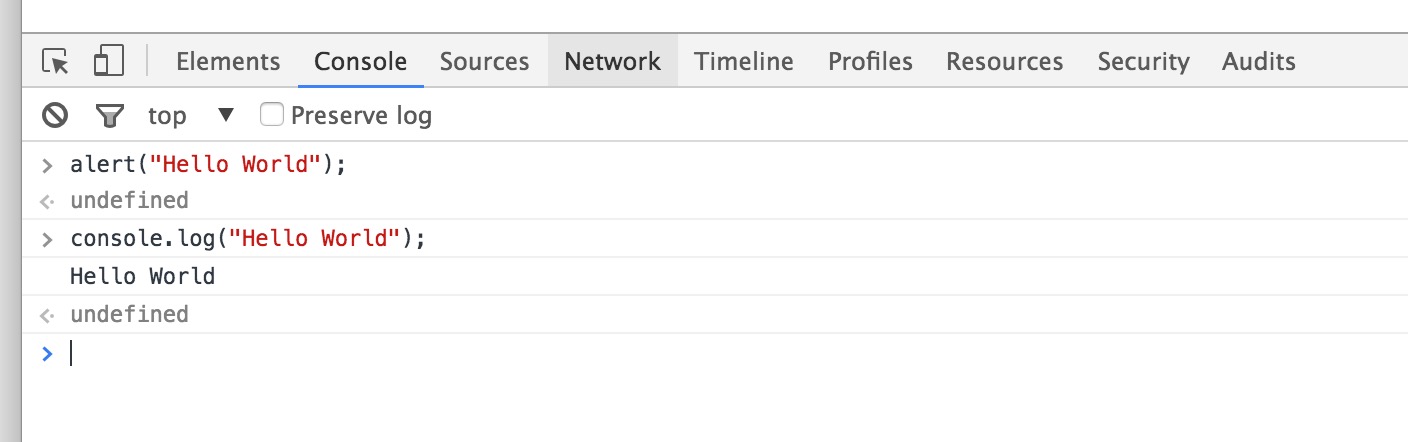 Elements Console Sources Network Timeline Profiles Resources Security Audits
top Preserve log
alert("Hello World");
undefined
console.log("Hello World");
Hello World
undefined